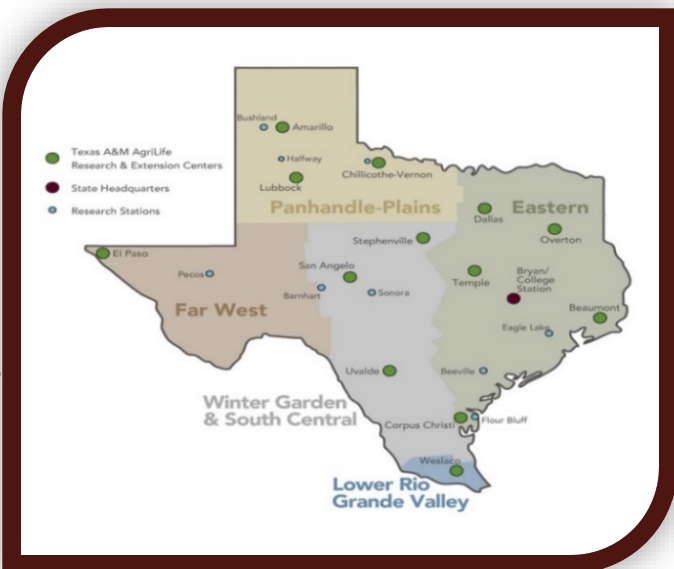 Bushland
Amarillo
Texas A&M AgriLife
Research & Extension Centers
Halfway
Chillicothe-Vernon
State Headquarters
Lubbock
Research Stations
Panhandle-Plains
Eastern
Dallas
Stephenville
Overton
El Paso
San Angelo
Temple
Bryan/
College
Station
Pecos
Barnhart
Sonora
Far West
Beaumont
Eagle Lake
Uvalde
Beeville
Winter Garden
& South Central
Corpus Christi
Flour Bluff
Weslaco
Lower Rio
Grande Valley